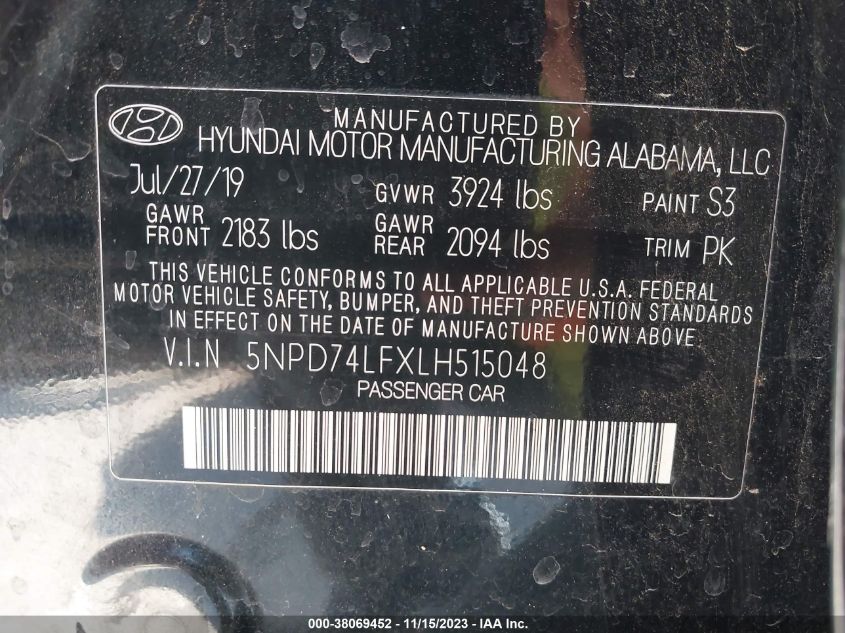 MANUFACTURED BY
HYUNDAI MOTOR MANUFACTURING ALABAMA, LLC
Jul/27/19 GVWR 3924 lbs PAINT S3
GAWR FRONT 2183 lbs GAWR REAR 2094 lbs TRIM PK
THIS VEHICLE CONFORMS TO ALL APPLICABLE U.S.A. FEDERAL
MOTOR VEHICLE SAFETY, BUMPER, AND THEFT PREVENTION STANDARDS
IN EFFECT ON THE DATE OF MANUFACTURE SHOWN ABOVE.
V.I.N 5NPD74LFXLH515048
PASSENGER CAR
000-38069452 - 11/15/2023 - IAA Inc.